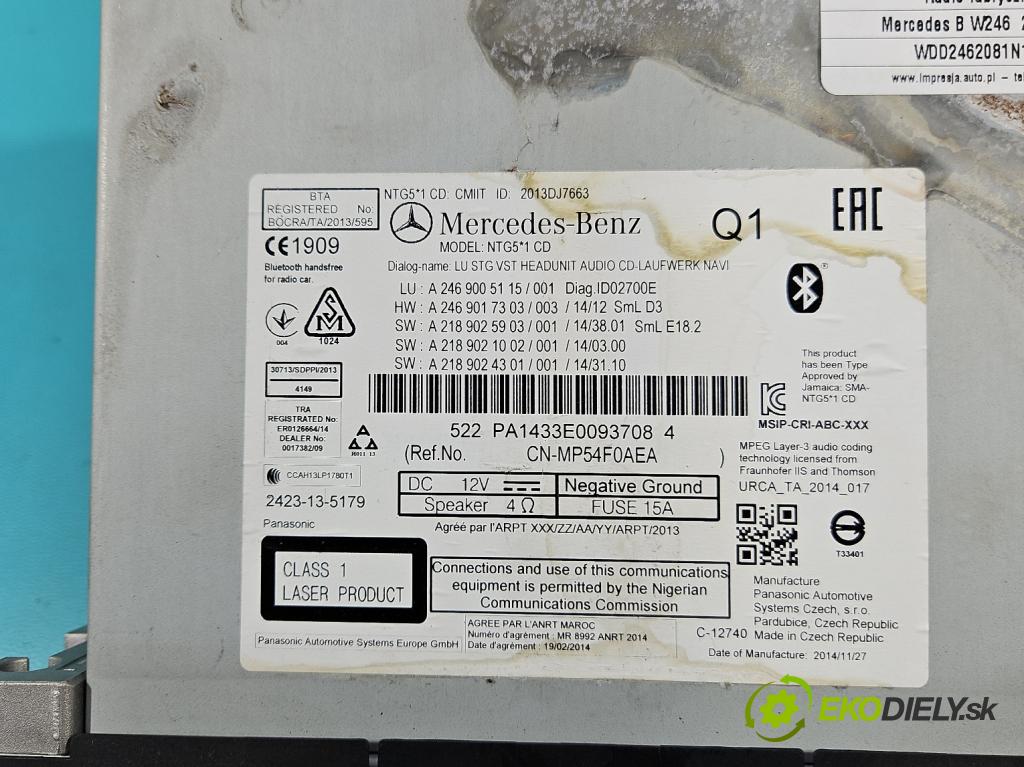 Mercedes B W246
WDD2462081N
www.impresja.auto.pl - tel
BTA
REGISTERED No:
BOCRA/TA/2013/595
NTG5*1 CD: CMIIT ID: 2013DJ7663
Mercedes-Benz
Q1
EAC
MODEL: NTG5*1 CD
CE1909
Bluetooth handsfree
for radio car.
Dialog-name: LU STG VST HEADUNIT AUDIO CD-LAUFWERK NAVI
LU : A 246 900 51 15 / 001 Diag.ID02700E
HW : A 246 901 73 03 / 003 / 14/12 SmL D3
SW : A 218 902 59 03 / 001 / 14/38.01 SmL E18.2
SW : A 218 902 10 02 / 001 / 14/03.00
SW : A 218 902 43 01 / 001 / 14/31.10
004
SM
1024
30713/SDPPI/2013
4149
TRA
REGISTRATED No:
ER0126664/14
DEALER No:
0017382/09
J6011 13
CCAH13LP1780T1
2423-13-5179
This product
has been Type
Approved by
Jamaica: SMA-
NTG5*1 CD
MSIP-CRI-ABC-XXX
522 PA1433E0093708 4
(Ref.No. CN-MP54F0AEA )
DC 12V
Negative Ground
Speaker 4 Ω
FUSE 15A
Agréé par l'ARPT XXX/ZZ/AA/YY/ARPT/2013
MPEG Layer-3 audio coding
technology licensed from
Fraunhofer IIS and Thomson
URCA_TA_2014_017
T33401
Panasonic
CLASS 1
LASER PRODUCT
Connections and use of this communications
equipment is permitted by the Nigerian
Communications Commission
Manufacture
Panasonic Automotive
Systems Czech, s.r.o.
Pardubice, Czech Republic
Made in Czech Republic
C-12740
Panasonic Automotive Systems Europe GmbH
AGREE PAR L'ANRT MAROC
Numéro d'agrément : MR 8992 ANRT 2014
Date d'agrément : 19/02/2014
Date of Manufacture: 2014/11/27
EKODIELY.sk